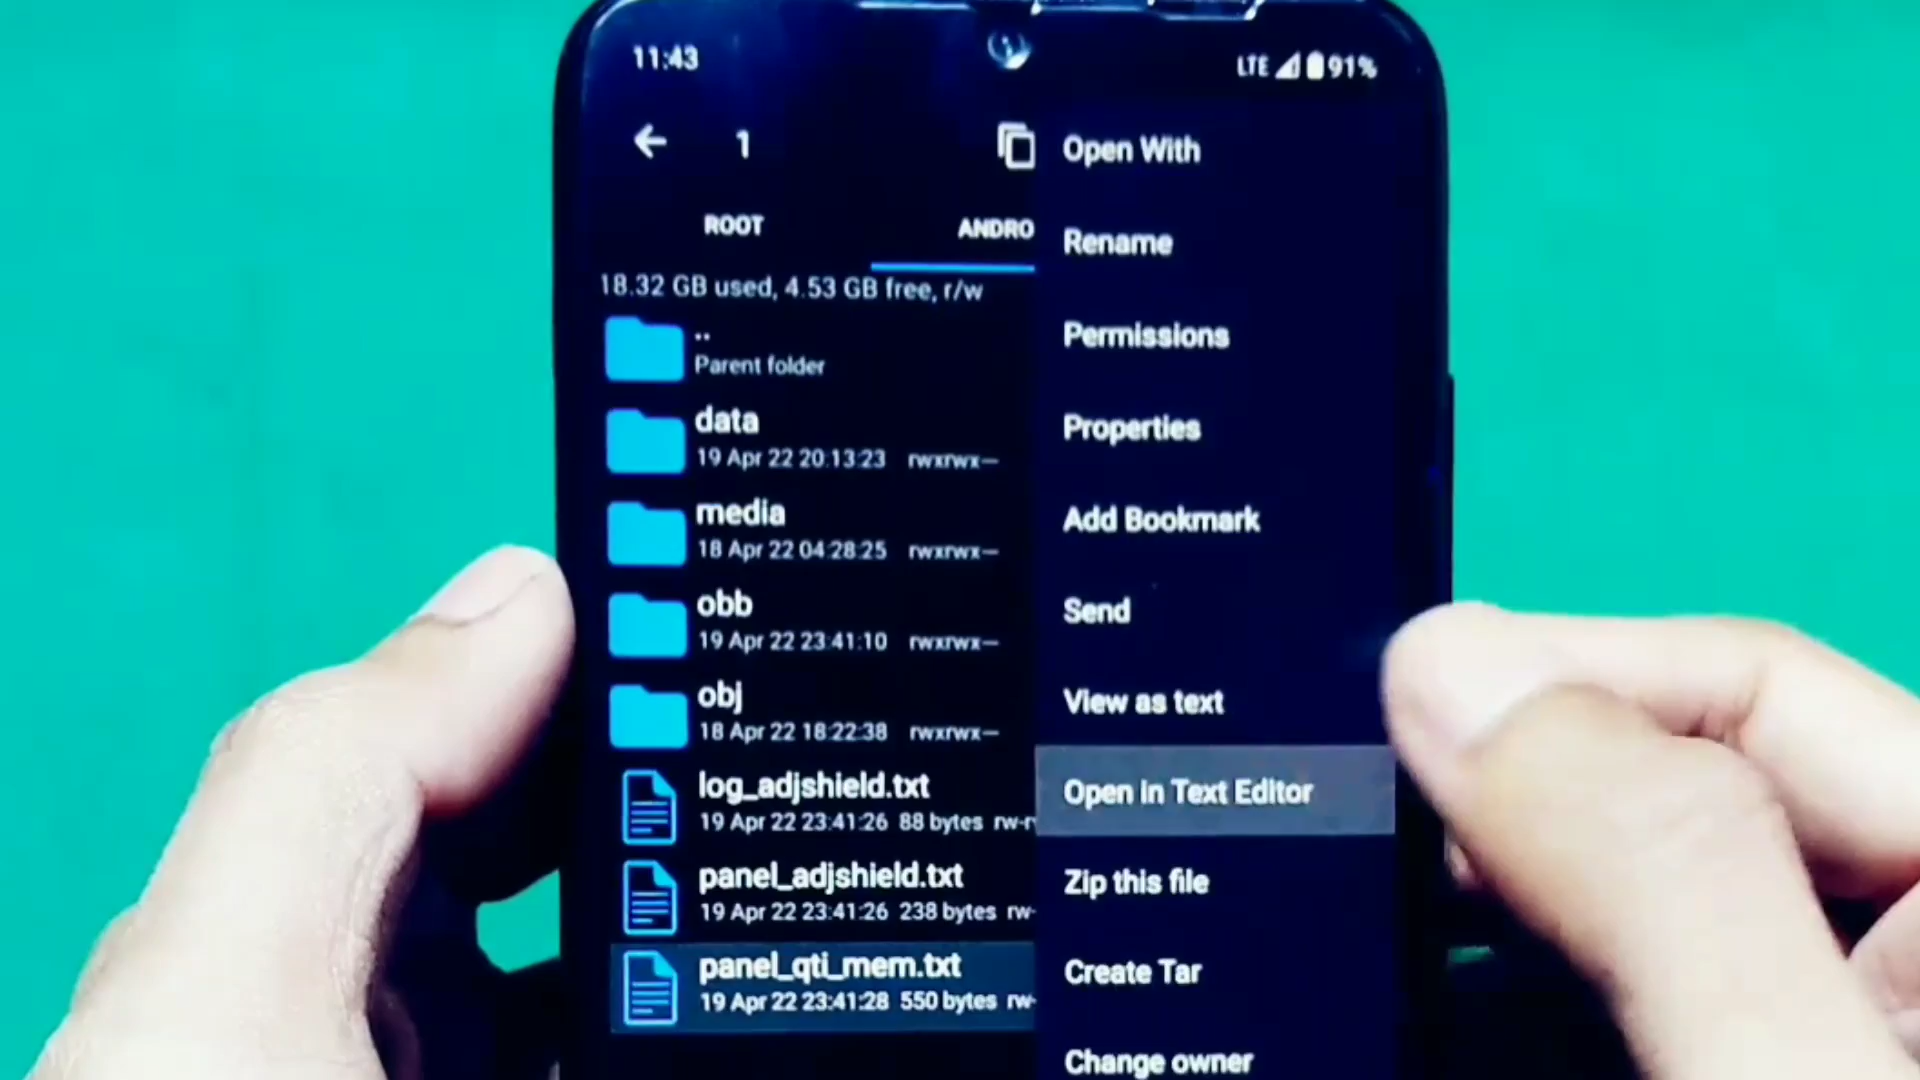 11:43
LTE 91%
1
ROOT
ANDRO
18.32 GB used, 4.53 GB free, r/w
..
Parent folder
data
19 Apr 22 20:13:23 rwxrwx—
media
18 Apr 22 04:28:25 rwxrwx—
obb
19 Apr 22 23:41:10 rwxrwx—
obj
18 Apr 22 18:22:38 rwxrwx—
log_adjshield.txt
19 Apr 22 23:41:26 88 bytes rw-r
panel_adjshield.txt
19 Apr 22 23:41:26 238 bytes rw-
panel_qti_mem.txt
19 Apr 22 23:41:28 550 bytes rw-
Open With
Rename
Permissions
Properties
Add Bookmark
Send
View as text
Open in Text Editor
Zip this file
Create Tar
Change owner